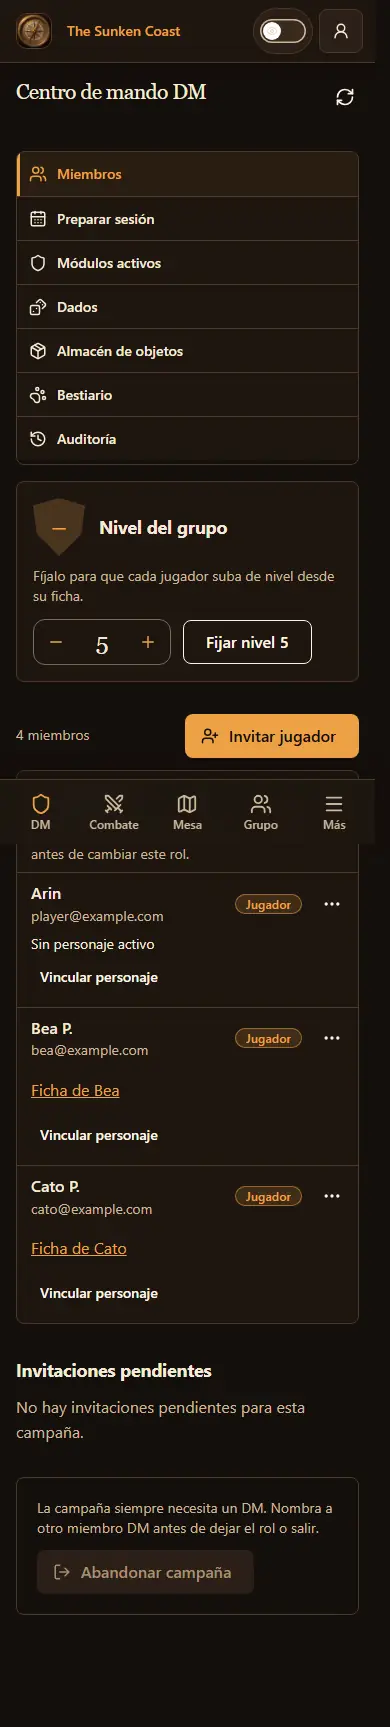 The Sunken Coast
Centro de mando DM
Miembros
Preparar sesión
Módulos activos
Dados
Almacén de objetos
Bestiario
Auditoría
–
Nivel del grupo
Fíjalo para que cada jugador suba de nivel desde
su ficha.
− 5 +
Fijar nivel 5
4 miembros
Invitar jugador
DM
Combate
Mesa
Grupo
Más
antes de cambiar este rol.
Arin
player@example.com
Jugador
Sin personaje activo
Vincular personaje
Bea P.
bea@example.com
Jugador
Ficha de Bea
Vincular personaje
Cato P.
cato@example.com
Jugador
Ficha de Cato
Vincular personaje
Invitaciones pendientes
No hay invitaciones pendientes para esta
campaña.
La campaña siempre necesita un DM. Nombra a
otro miembro DM antes de dejar el rol o salir.
Abandonar campaña